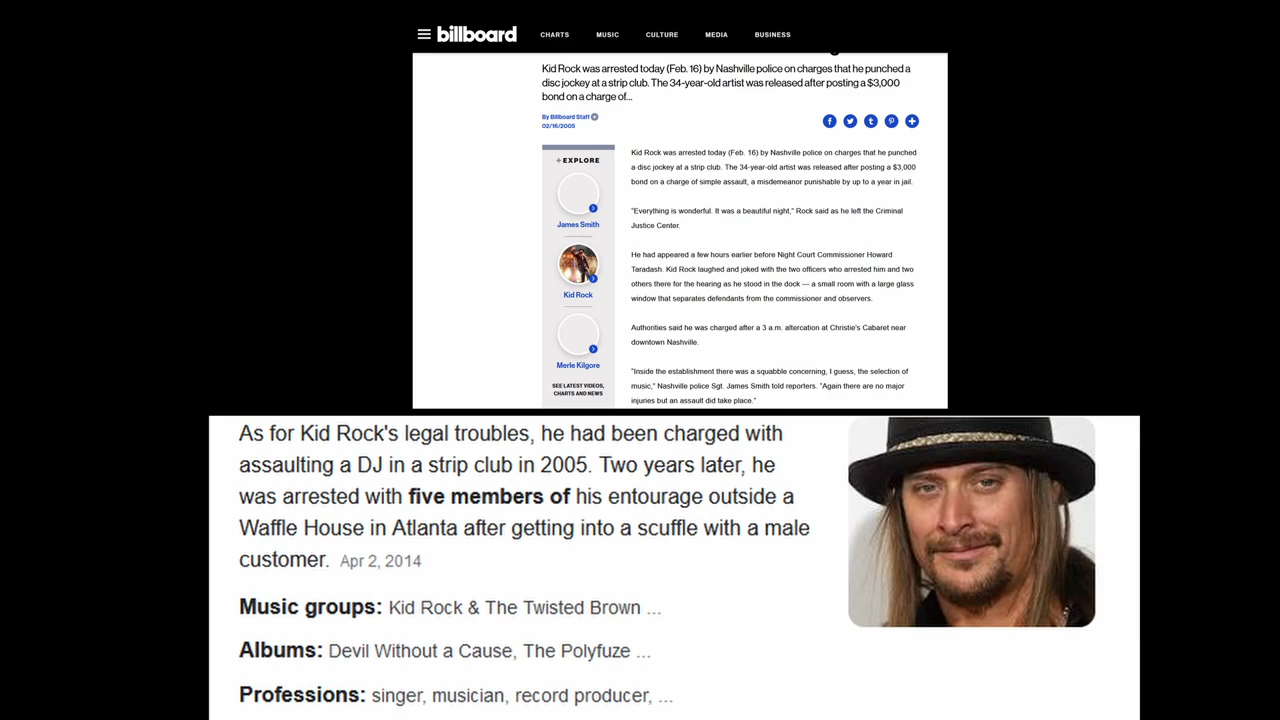 billboard
CHARTS MUSIC CULTURE MEDIA BUSINESS
Kid Rock was arrested today (Feb. 16) by Nashville police on charges that he punched a
disc jockey at a strip club. The 34-year-old artist was released after posting a $3,000
bond on a charge of...
By Billboard Staff
02/16/2005
+EXPLORE
James Smith
Kid Rock
Merle Kilgore
SEE LATEST VIDEOS,
CHARTS AND NEWS
Kid Rock was arrested today (Feb. 16) by Nashville police on charges that he punched
a disc jockey at a strip club. The 34-year-old artist was released after posting a $3,000
bond on a charge of simple assault, a misdemeanor punishable by up to a year in jail.
"Everything is wonderful. It was a beautiful night," Rock said as he left the Criminal
Justice Center.
He had appeared a few hours earlier before Night Court Commissioner Howard
Taradash. Kid Rock laughed and joked with the two officers who arrested him and two
others there for the hearing as he stood in the dock — a small room with a large glass
window that separates defendants from the commissioner and observers.
Authorities said he was charged after a 3 a.m. altercation at Christie's Cabaret near
downtown Nashville.
"Inside the establishment there was a squabble concerning, I guess, the selection of
music," Nashville police Sgt. James Smith told reporters. "Again there are no major
injuries but an assault did take place."
As for Kid Rock's legal troubles, he had been charged with
assaulting a DJ in a strip club in 2005. Two years later, he
was arrested with five members of his entourage outside a
Waffle House in Atlanta after getting into a scuffle with a male
customer. Apr 2, 2014
Music groups: Kid Rock & The Twisted Brown ...
Albums: Devil Without a Cause, The Polyfuze ...
Professions: singer, musician, record producer, ...